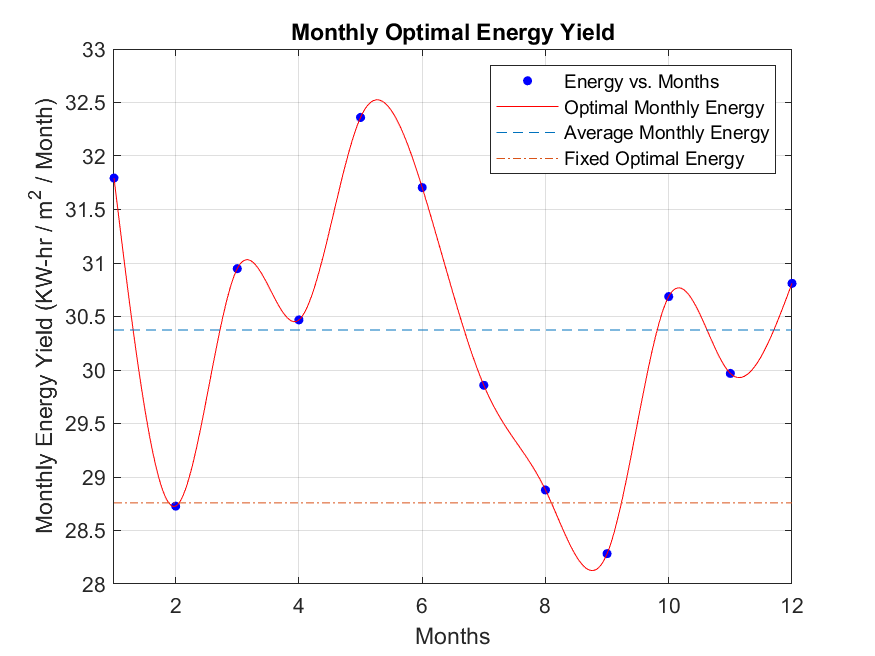 Monthly Optimal Energy Yield
Monthly Energy Yield (KW-hr / m² / Month)
33
32.5
32
31.5
31
30.5
30
29.5
29
28.5
28
Energy vs. Months
Optimal Monthly Energy
Average Monthly Energy
Fixed Optimal Energy
2 4 6 8 10 12
Months